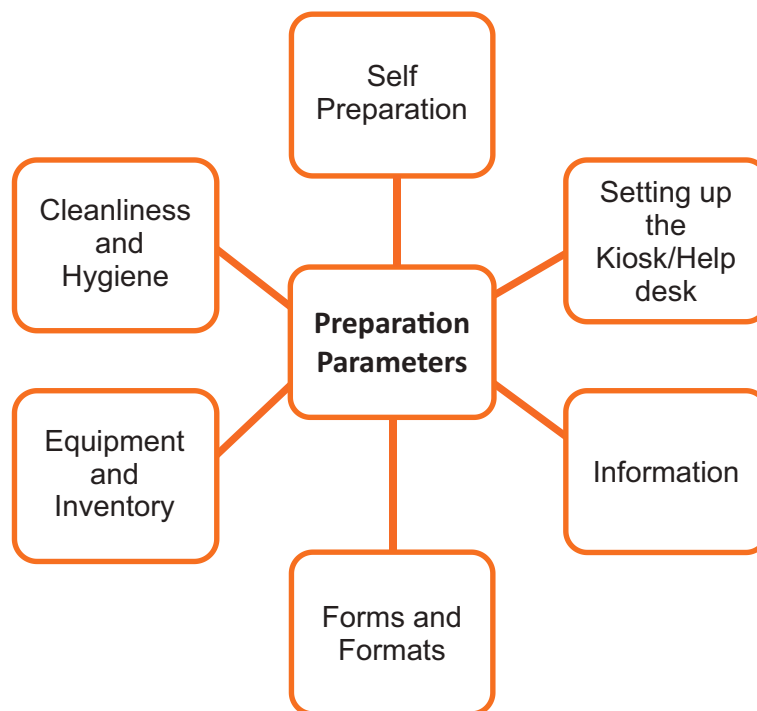 Self
Preparation
Cleanliness
and
Hygiene
Setting up
the
Kiosk/Help
desk
Preparation
Parameters
Equipment
and
Inventory
Information
Forms and
Formats